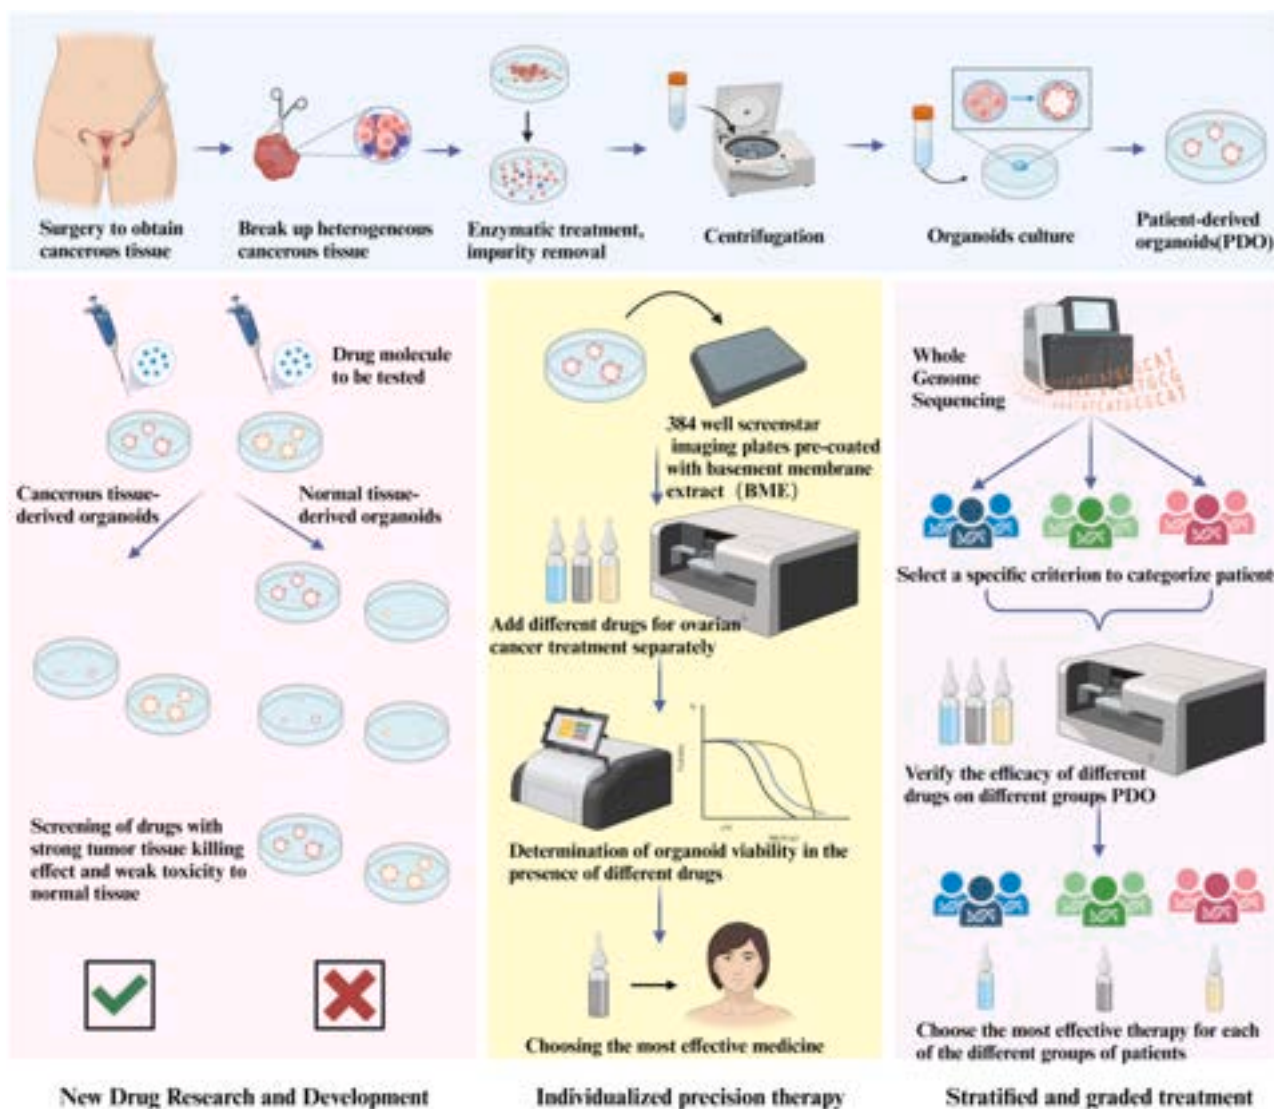 Surgery to obtain
cancerous tissue
Break up heterogeneous
cancerous tissue
Enzymatic treatment,
impurity removal
Centrifugation
Organoids culture
Patient-derived
organoids(PDO)
Drug molecule
to be tested
Cancerous tissue-
derived organoids
Normal tissue-
derived organoids
Screening of drugs with
strong tumor tissue killing
effect and weak toxicity to
normal tissue
New Drug Research and Development
384 well screenstar
imaging plates pre-coated
with basement membrane
extract（BME）
Add different drugs for ovarian
cancer treatment separately
Determination of organoid viability in the
presence of different drugs
Choosing the most effective medicine
Individualized precision therapy
Whole
Genome
Sequencing
Select a specific criterion to categorize patient
Verify the efficacy of different
drugs on different groups PDO
Choose the most effective therapy for each
of the different groups of patients
Stratified and graded treatment